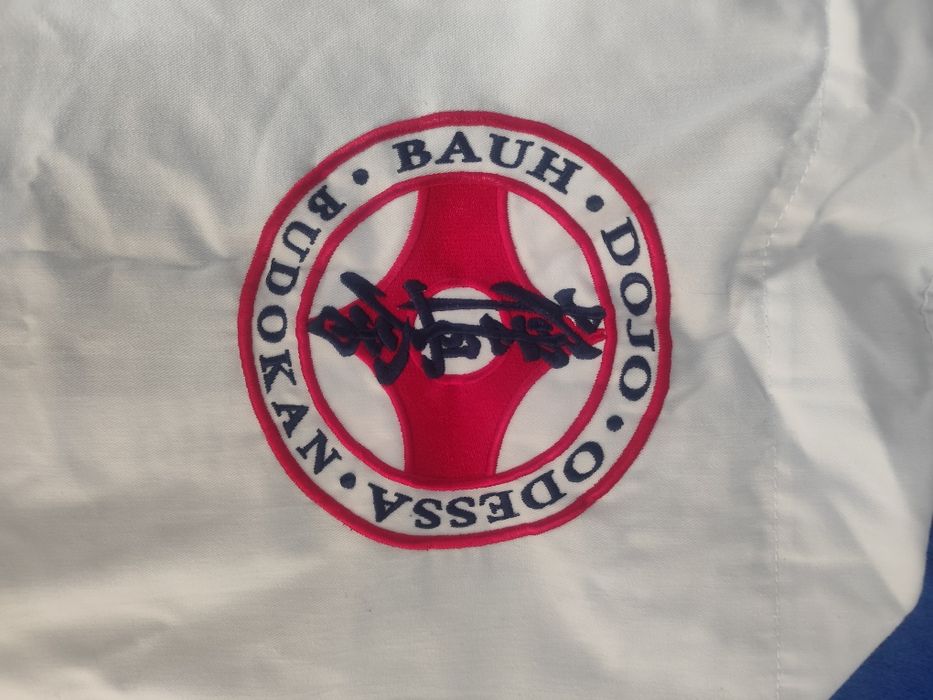 BUDOKAN • BAUH • DOJO • ODESSA •